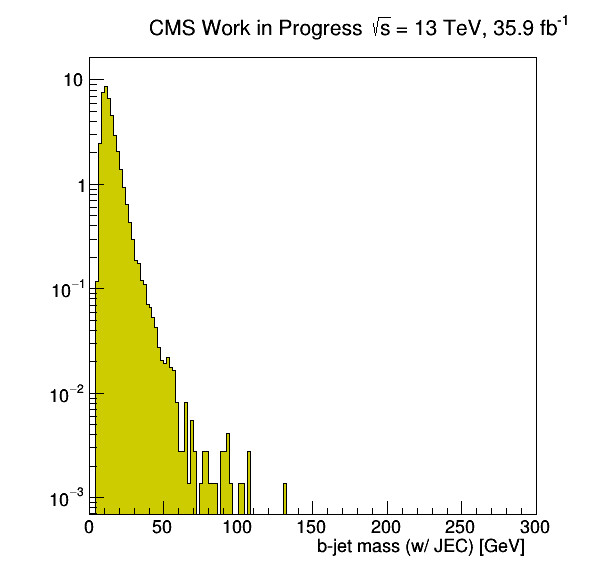 CMS Work in Progress √s = 13 TeV, 35.9 fb⁻¹
10
1
10⁻¹
10⁻²
10⁻³
0 50 100 150 200 250 300
b-jet mass (w/ JEC) [GeV]